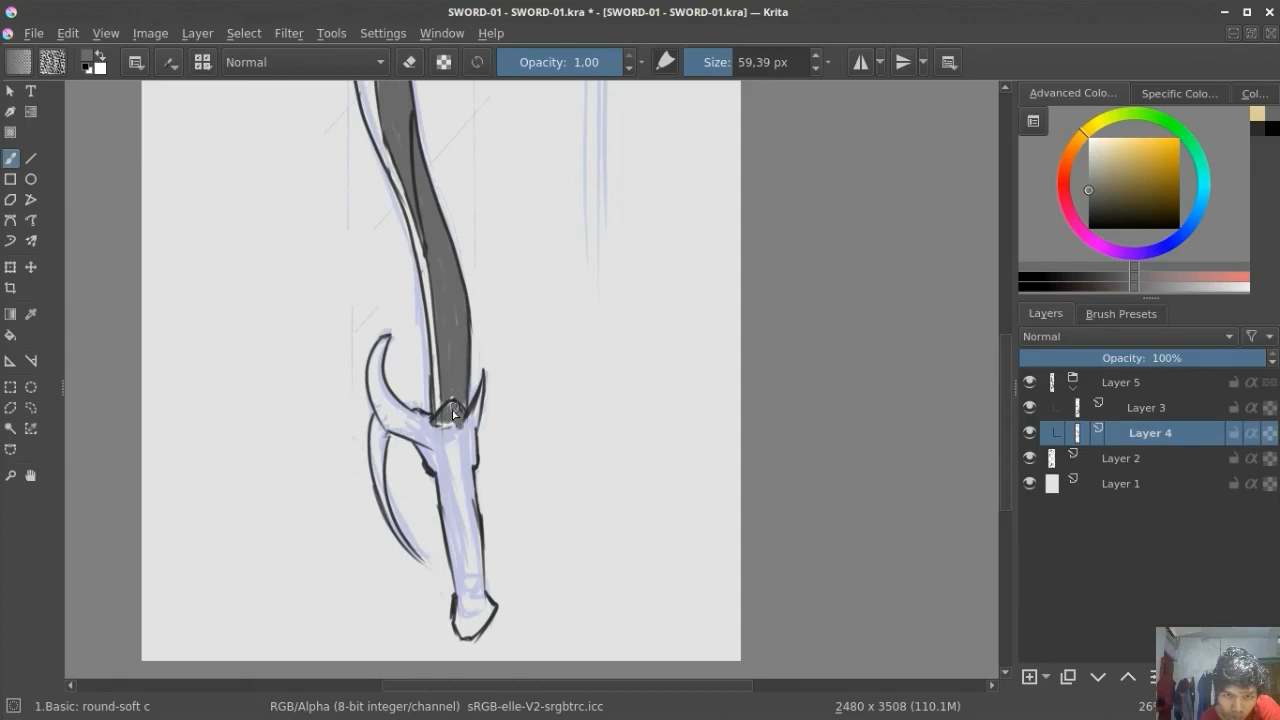 SWORD-01 - SWORD-01.kra * - [SWORD-01 - SWORD-01.kra] — Krita
File Edit View Image Layer Select Filter Tools Settings Window Help
Normal Opacity: 1.00 Size: 59,39 px
Advanced Colo... Specific Colo... Col...
Layers Brush Presets
Normal
Opacity: 100%
Layer 5
Layer 3
Layer 4
Layer 2
Layer 1
1.Basic: round-soft c RGB/Alpha (8-bit integer/channel) sRGB-elle-V2-srgbtrc.icc 2480 x 3508 (110.1M)